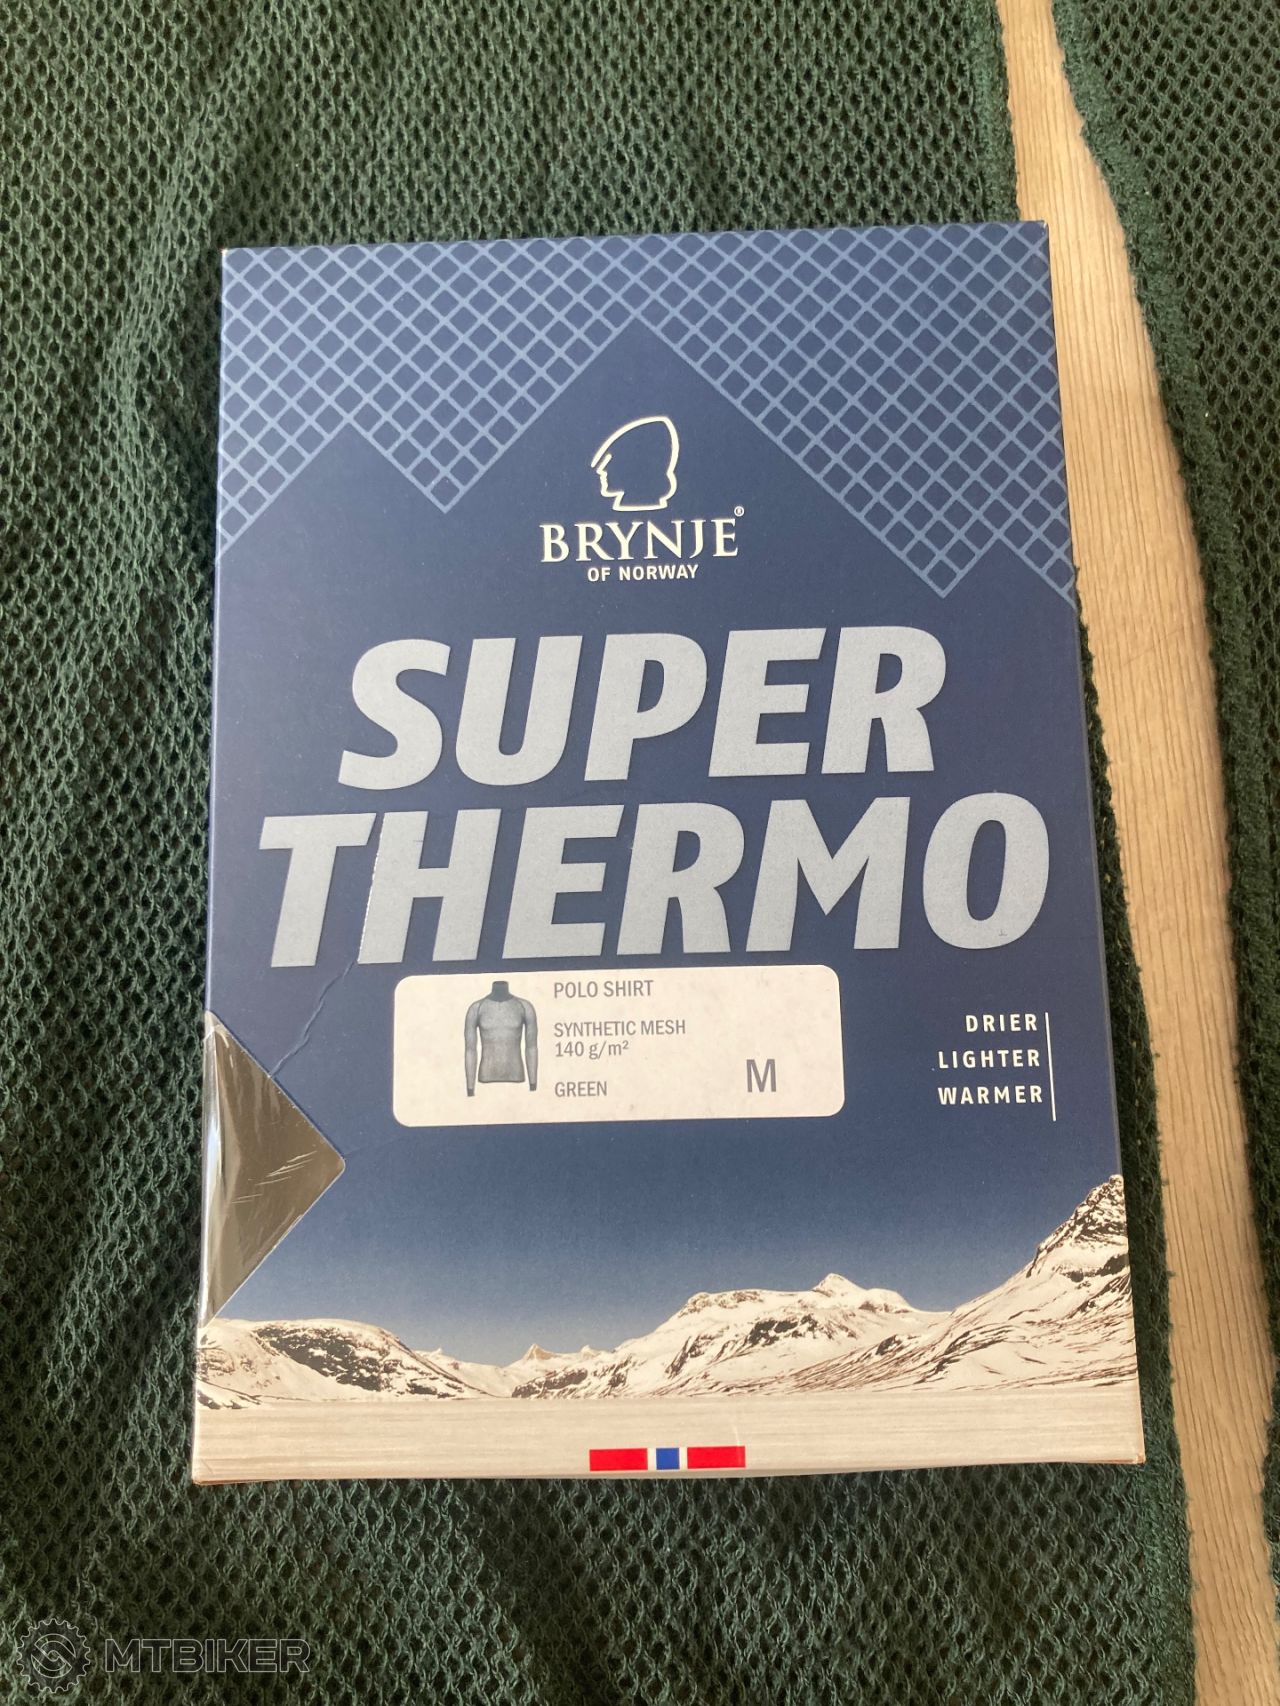 BRYNJE®
OF NORWAY
SUPER
THERMO
POLO SHIRT
SYNTHETIC MESH
140 g/m²
GREEN
M
DRIER
LIGHTER
WARMER
MTBIKER